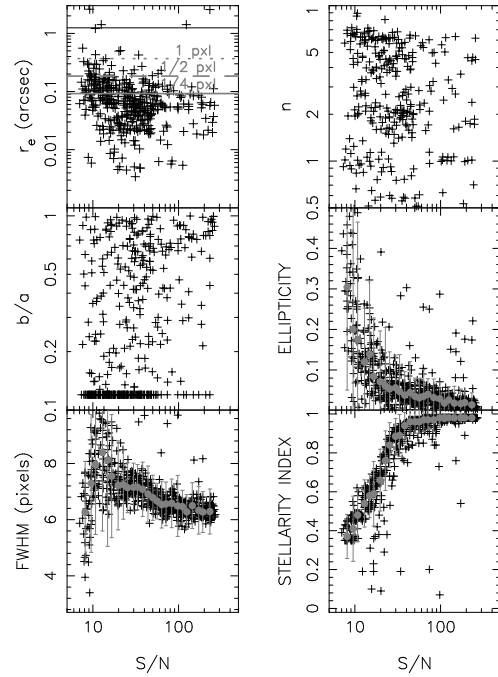 1 pxl
1/2 pxl
1/4 pxl
r_e (arcsec)
1
0.1
0.01
n
5
2
1
0.5
b/a
1
0.5
0.2
0.1
ELLIPTICITY
0.4
0.3
0.2
0.1
FWHM (pixels)
8
6
4
STELLARITY INDEX
1
0.8
0.6
0.4
0.2
0
10 100
10 100
S/N
S/N